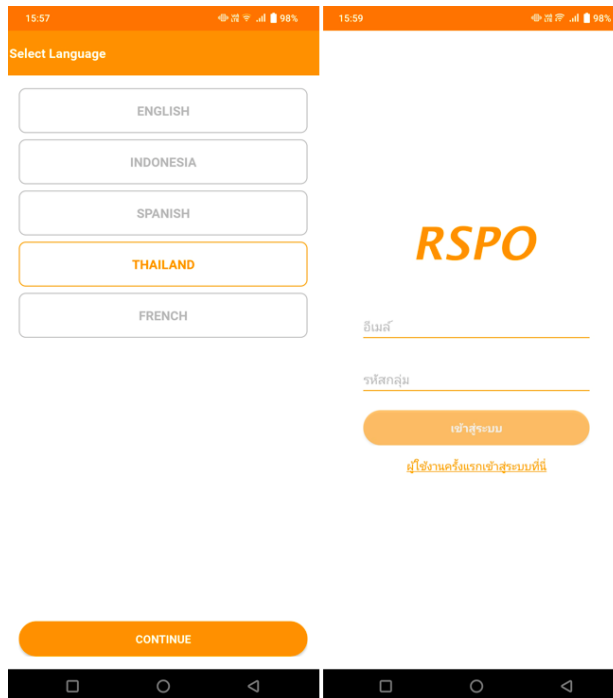 15:57
98%
Select Language
ENGLISH
INDONESIA
SPANISH
THAILAND
FRENCH
CONTINUE
15:59
98%
RSPO
อีเมล์
รหัสกลุ่ม
เข้าสู่ระบบ
ผู้ใช้งานครั้งแรกเข้าสู่ระบบที่นี่